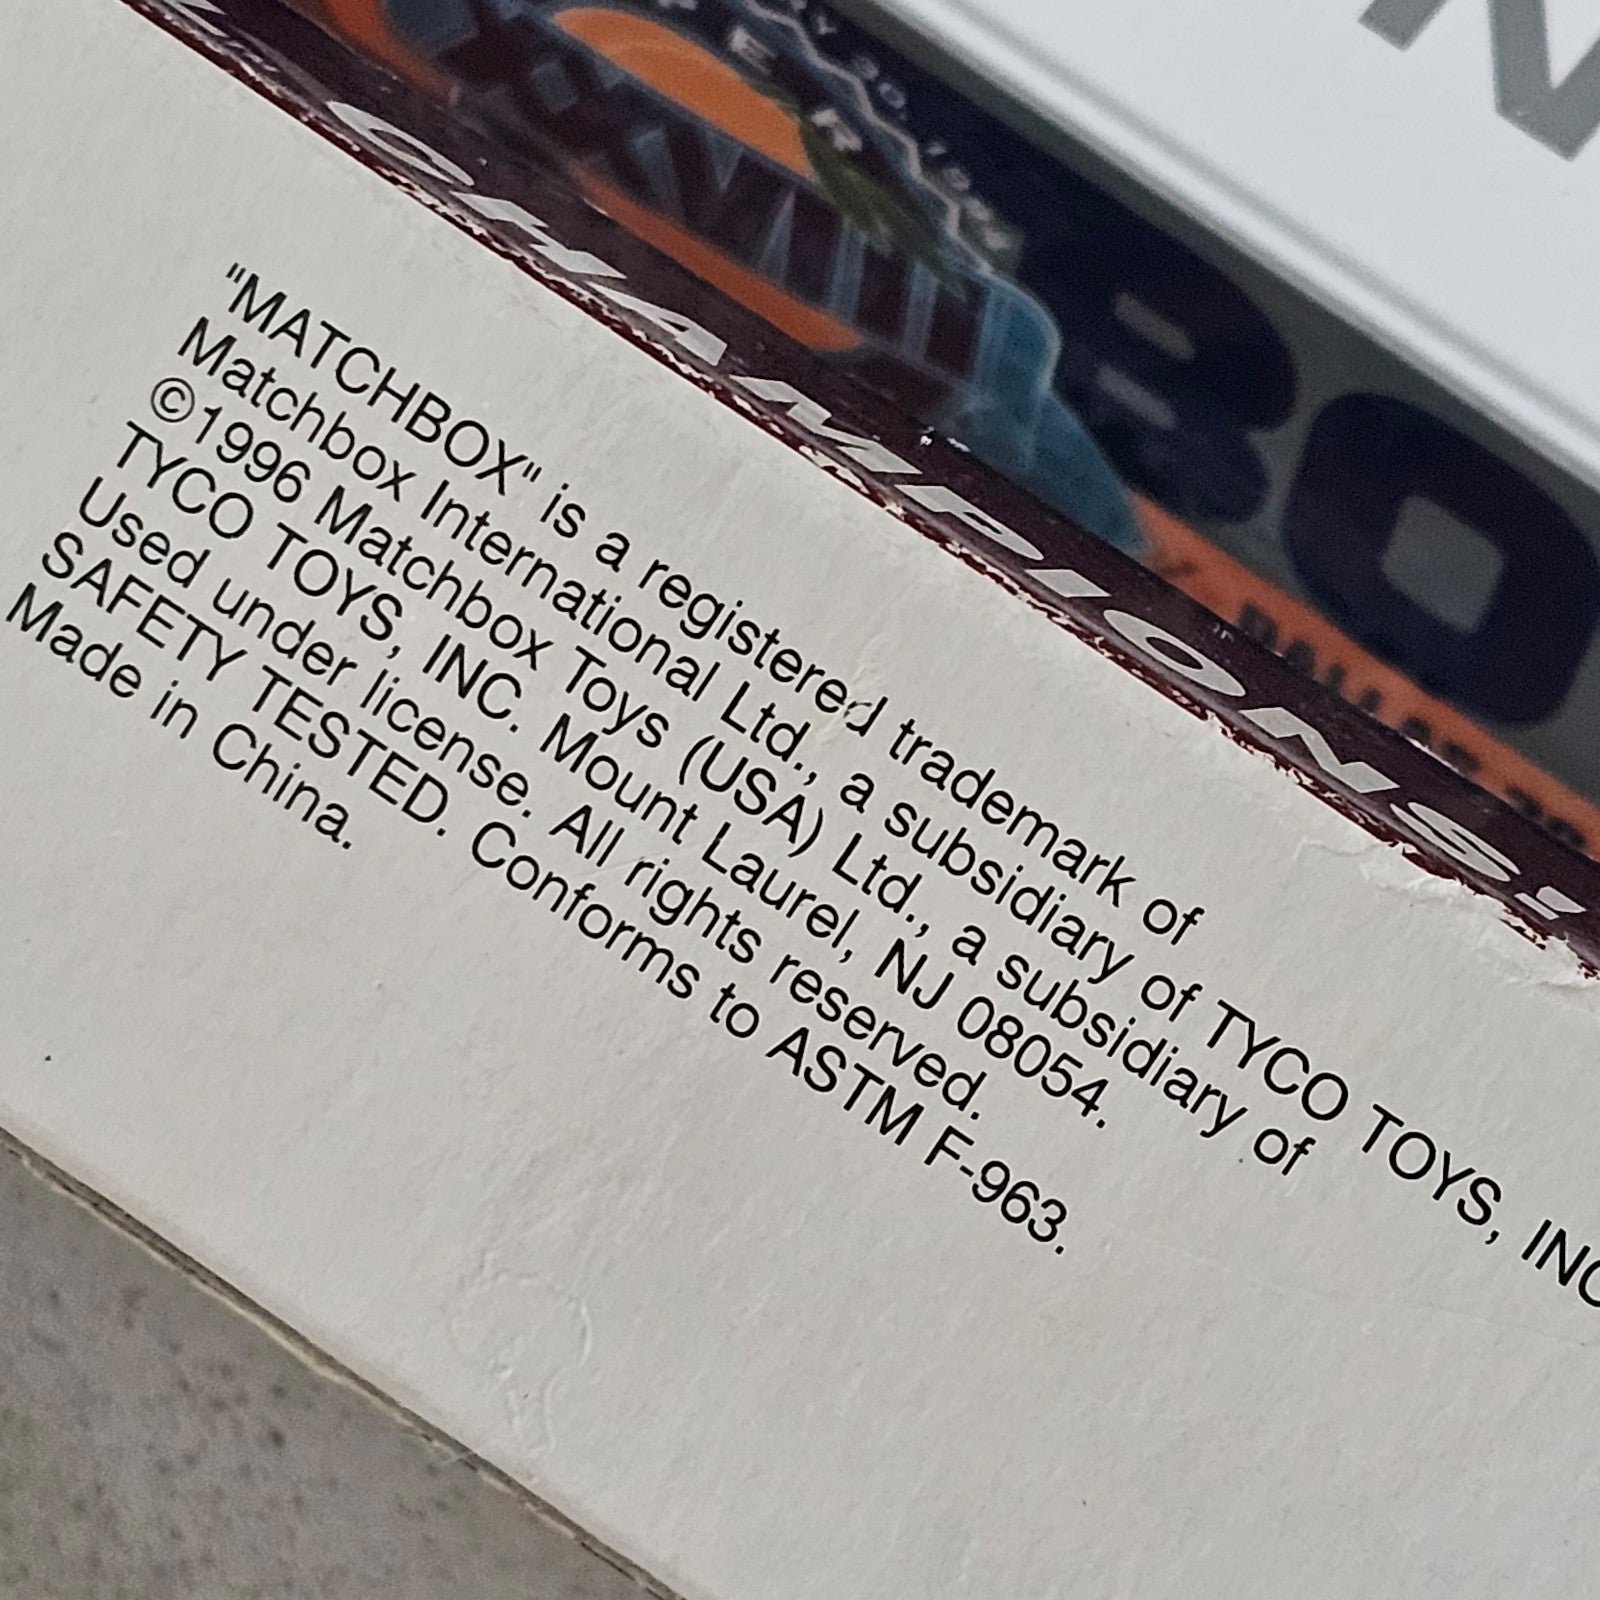 CHAMPIONS!
"MATCHBOX" is a registered trademark of
Matchbox International Ltd., a subsidiary of TYCO TOYS, INC
©1996 Matchbox Toys (USA) Ltd., a subsidiary of
TYCO TOYS, INC. Mount Laurel, NJ 08054.
Used under license. All rights reserved.
SAFETY TESTED. Conforms to ASTM F-963.
Made in China.